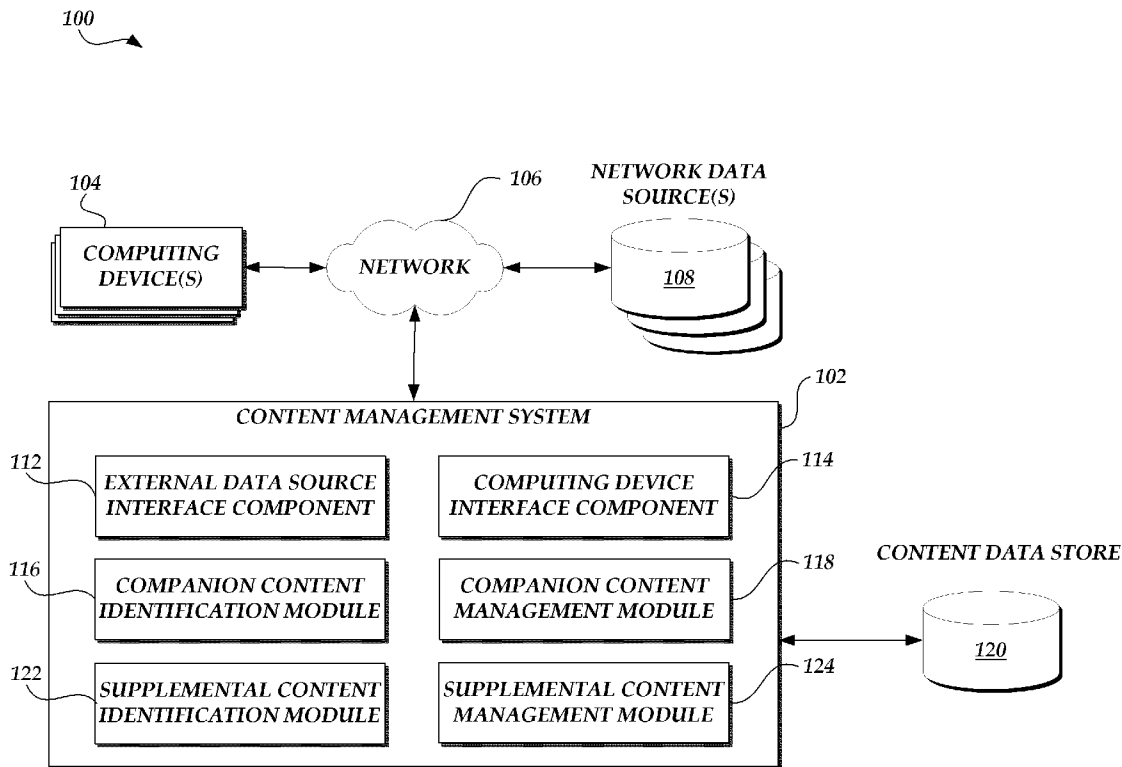 100
104
106
NETWORK DATA
SOURCE(S)
COMPUTING
DEVICE(S)
NETWORK
108
102
CONTENT MANAGEMENT SYSTEM
112
EXTERNAL DATA SOURCE
INTERFACE COMPONENT
COMPUTING DEVICE
INTERFACE COMPONENT
114
116
COMPANION CONTENT
IDENTIFICATION MODULE
COMPANION CONTENT
MANAGEMENT MODULE
118
CONTENT DATA STORE
120
122
SUPPLEMENTAL CONTENT
IDENTIFICATION MODULE
SUPPLEMENTAL CONTENT
MANAGEMENT MODULE
124